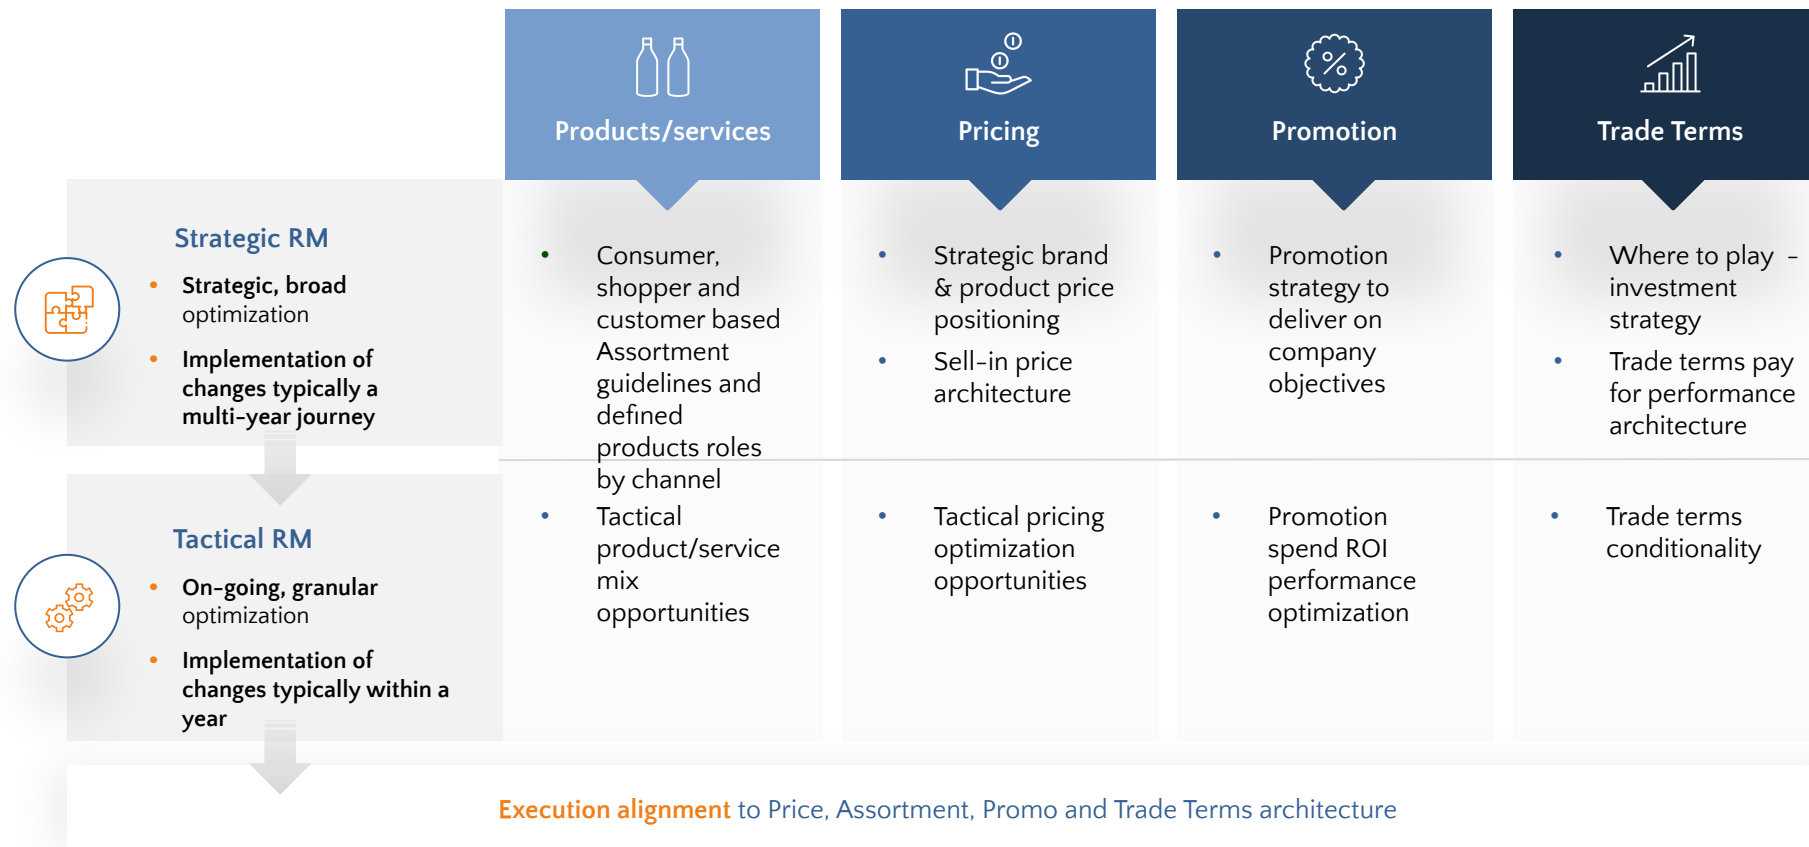 Products/services
Pricing
Promotion
Trade Terms
Strategic RM
• Strategic, broad
optimization
• Implementation of
changes typically a
multi-year journey
• Consumer,
shopper and
customer based
Assortment
guidelines and
defined
products roles
by channel
• Strategic brand
& product price
positioning
• Sell-in price
architecture
• Promotion
strategy to
deliver on
company
objectives
• Where to play -
investment
strategy
• Trade terms pay
for performance
architecture
Tactical RM
• On-going, granular
optimization
• Implementation of
changes typically within a
year
• Tactical
product/service
mix
opportunities
• Tactical pricing
optimization
opportunities
• Promotion
spend ROI
performance
optimization
• Trade terms
conditionality
Execution alignment to Price, Assortment, Promo and Trade Terms architecture